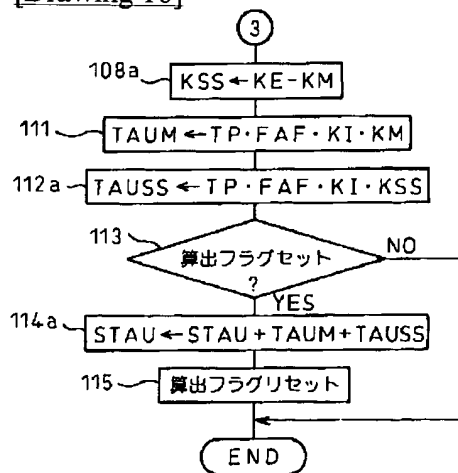 3
108a
KSS←KE-KM
111
TAUM←TP・FAF・KI・KM
112a
TAUSS←TP・FAF・KI・KSS
113
算出フラグセット
?
NO
YES
114a
STAU←STAU+TAUM+TAUSS
115
算出フラグリセット
END